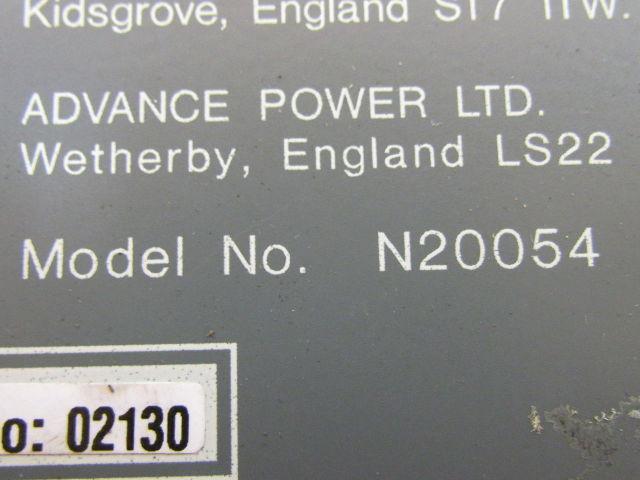 Kidsgrove, England ST7 1TW.
ADVANCE POWER LTD.
Wetherby, England LS22
Model No. N20054
o: 02130